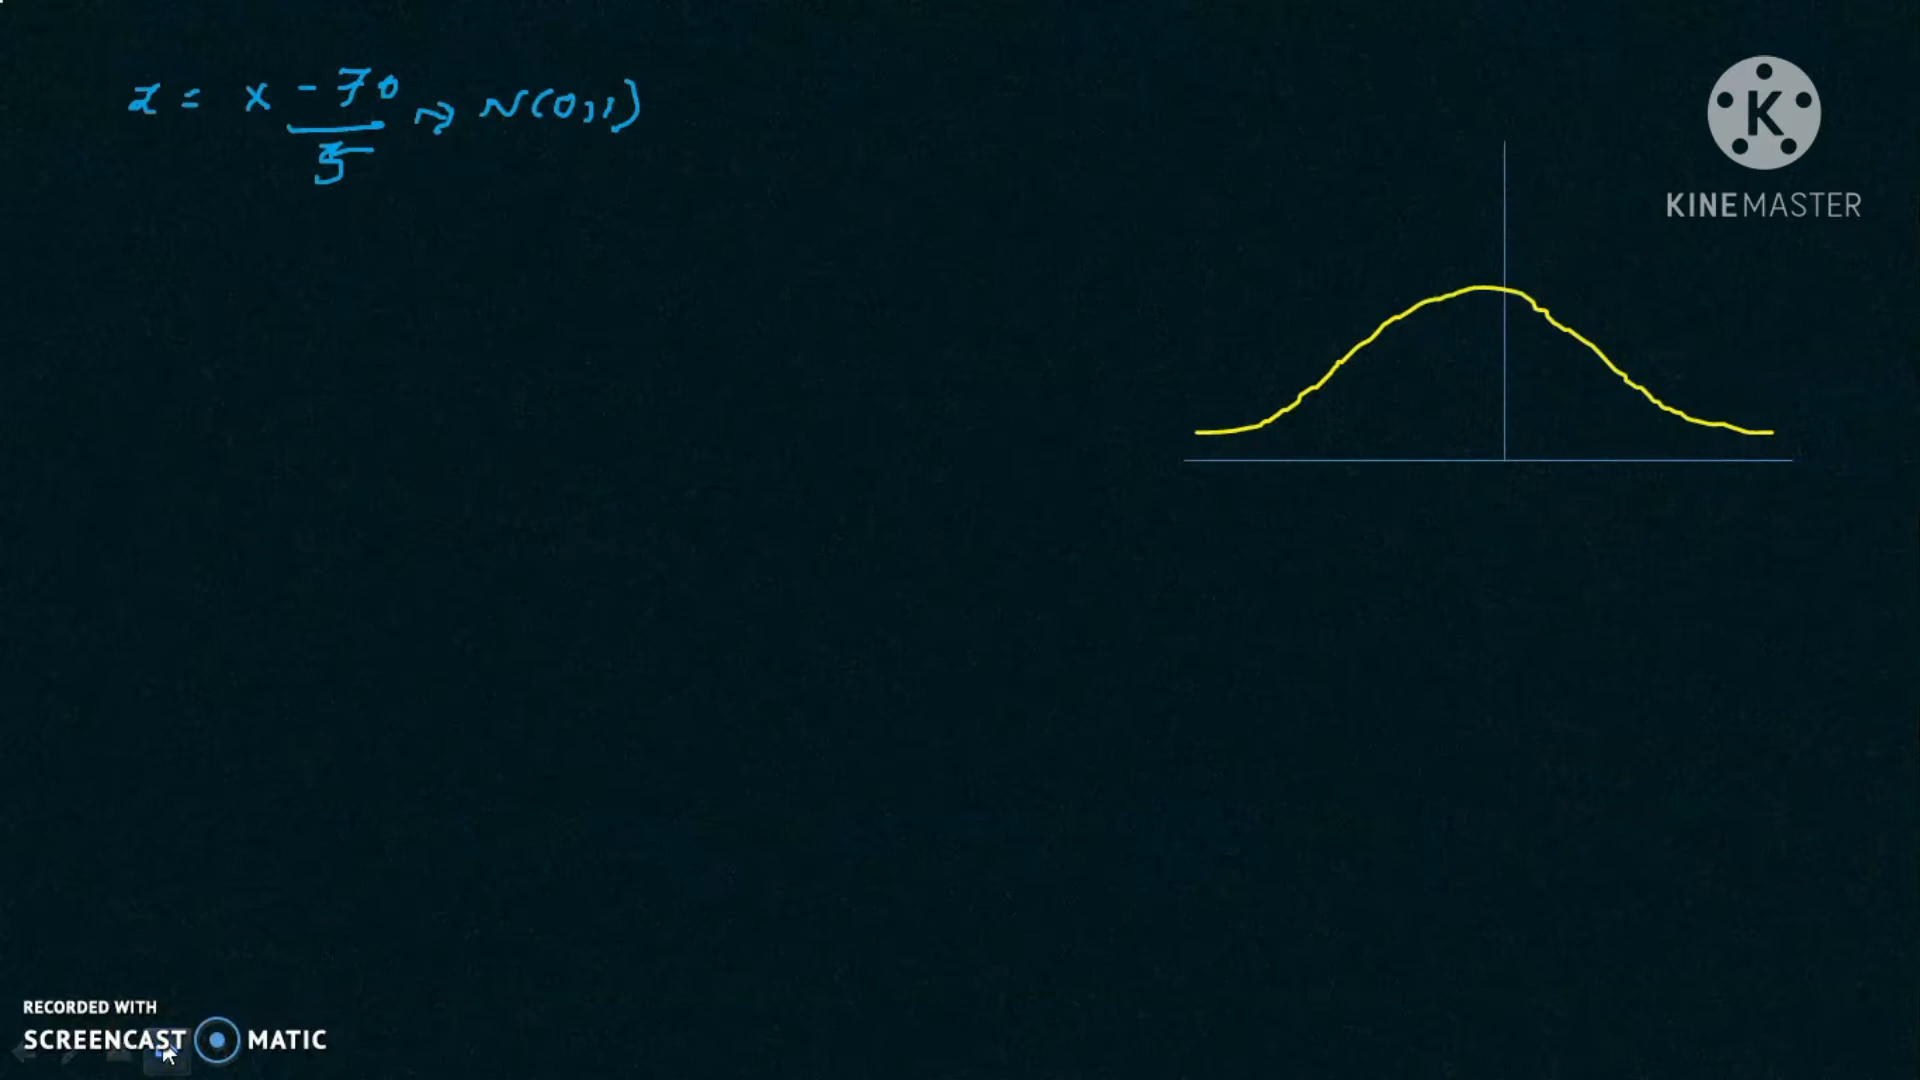 z = x - 70 → N(0,1)
5
K
KINEMASTER
RECORDED WITH
SCREENCAST MATIC